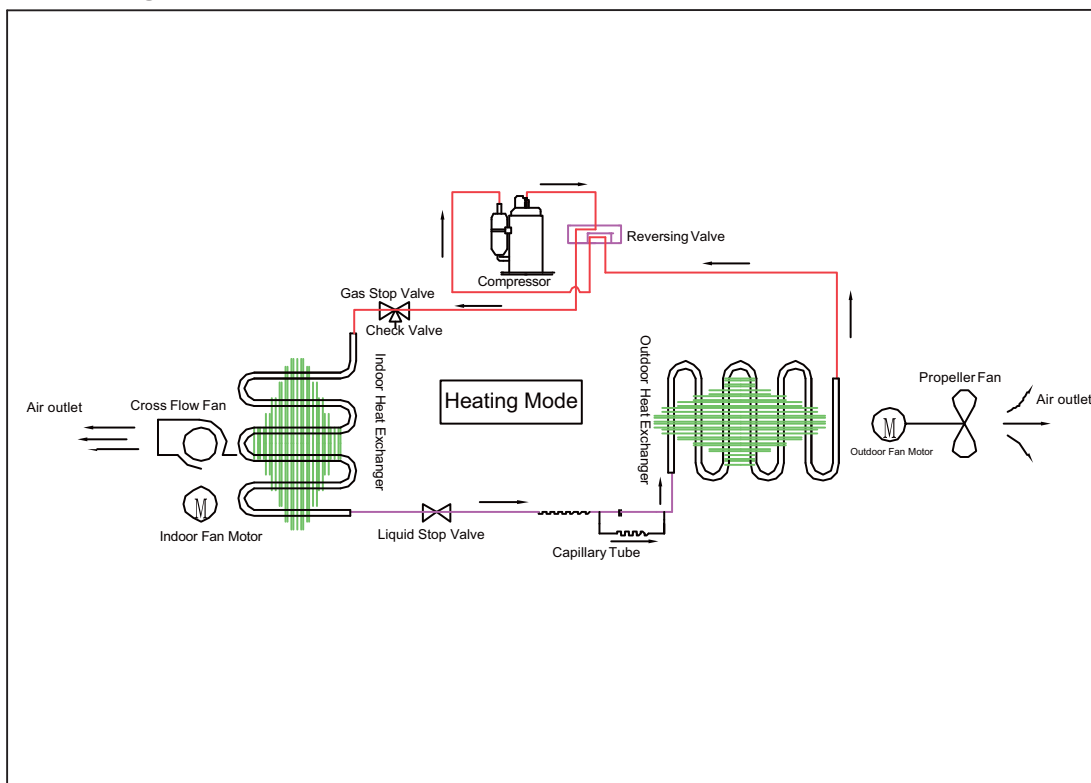 Reversing Valve
Compressor
Gas Stop Valve
Check Valve
Indoor Heat Exchanger
Outdoor Heat Exchanger
Heating Mode
Propeller Fan
Air outlet
Cross Flow Fan
Air outlet
M
Outdoor Fan Motor
M
Indoor Fan Motor
Liquid Stop Valve
Capillary Tube